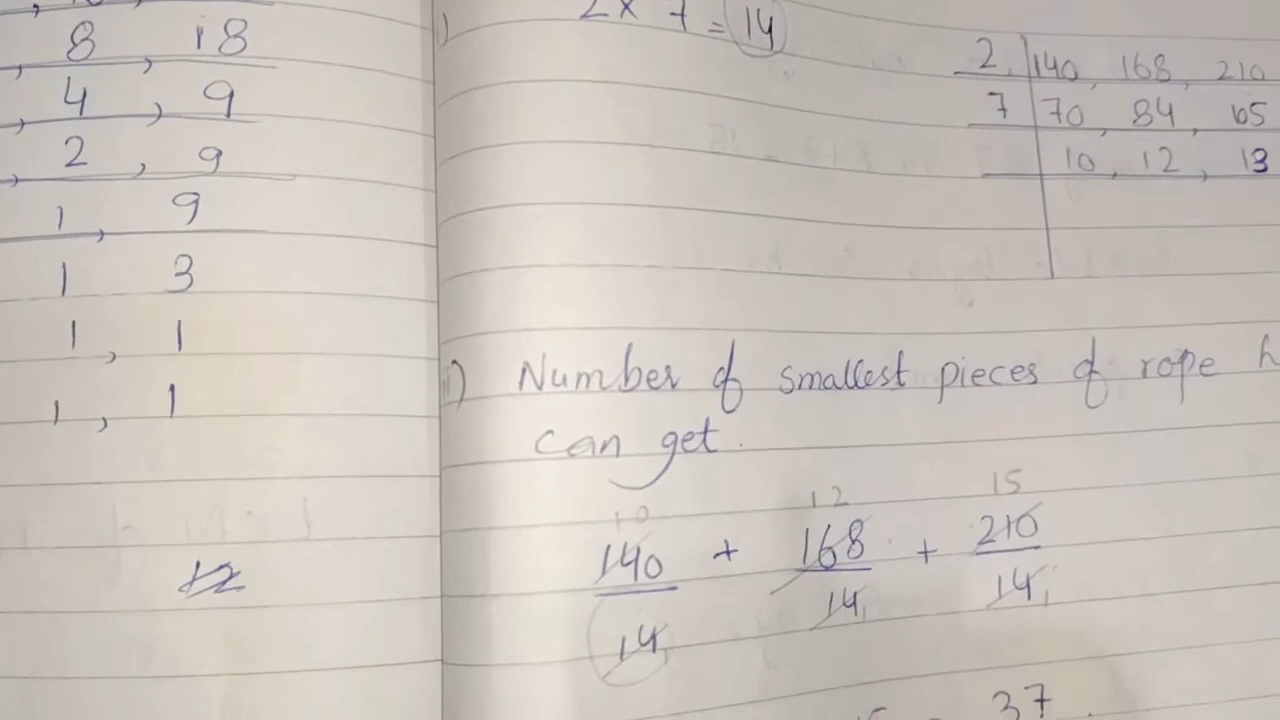 8 , 18
, 4 , 9
, 2 , 9
1 , 9
1 3
1 , 1
1 , 1
12
i) 2 x 7 = 14
2 140, 168, 210
7 70, 84, 105
10, 12, 13
ii) Number of smallest pieces of rope h
can get.
10 12 15
140 + 168 + 210
14 14 14
37